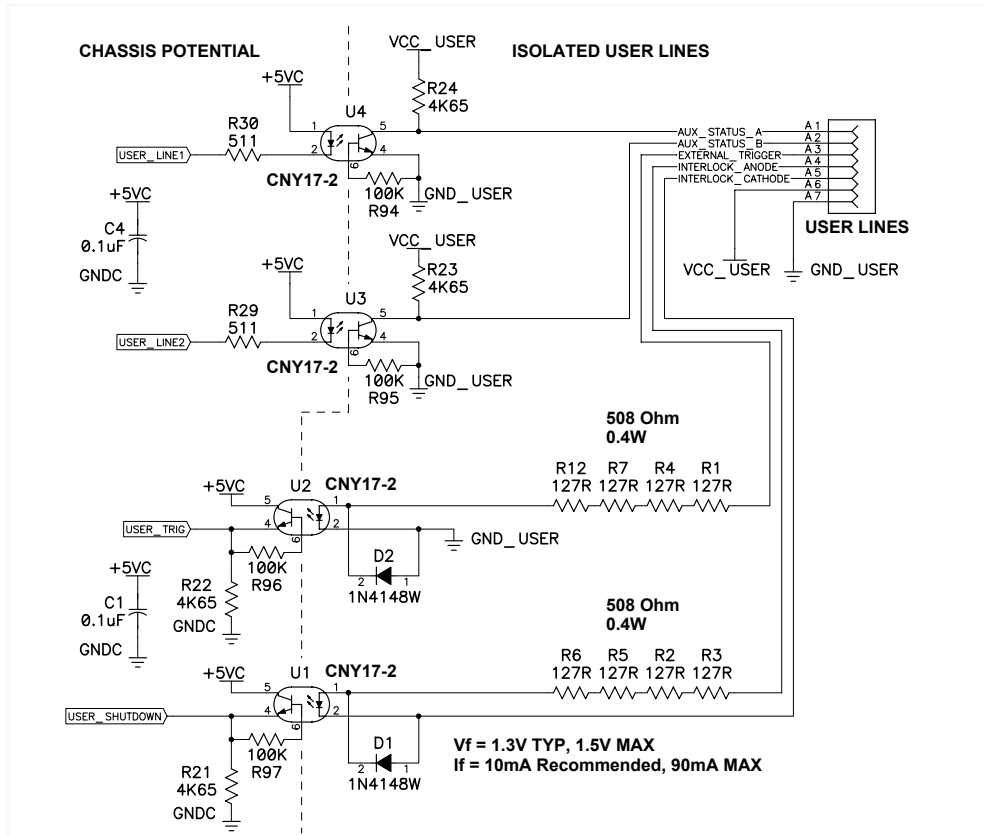 CHASSIS POTENTIAL
ISOLATED USER LINES
VCC_USER
+5VC
U4
R24
4K65
R30
511
USER_LINE1
1
2
5
4
6
CNY17-2
100K
R94
GND_USER
AUX_STATUS_A
AUX_STATUS_B
EXTERNAL_TRIGGER
INTERLOCK_ANODE
INTERLOCK_CATHODE
A1
A2
A3
A4
A5
A6
A7
USER LINES
VCC_USER
GND_USER
+5VC
C4
0.1uF
GNDC
VCC_USER
+5VC
U3
R23
4K65
R29
511
USER_LINE2
1
2
5
4
6
CNY17-2
100K
R95
GND_USER
508 Ohm
0.4W
R12
127R
R7
127R
R4
127R
R1
127R
+5VC
U2
CNY17-2
5
4
6
1
2
USER_TRIG
GND_USER
100K
R96
D2
2
1
1N4148W
R22
4K65
GNDC
+5VC
C1
0.1uF
GNDC
508 Ohm
0.4W
R6
127R
R5
127R
R2
127R
R3
127R
+5VC
U1
CNY17-2
5
4
6
1
2
USER_SHUTDOWN
100K
R97
D1
2
1
1N4148W
R21
4K65
GNDC
Vf = 1.3V TYP, 1.5V MAX
If = 10mA Recommended, 90mA MAX